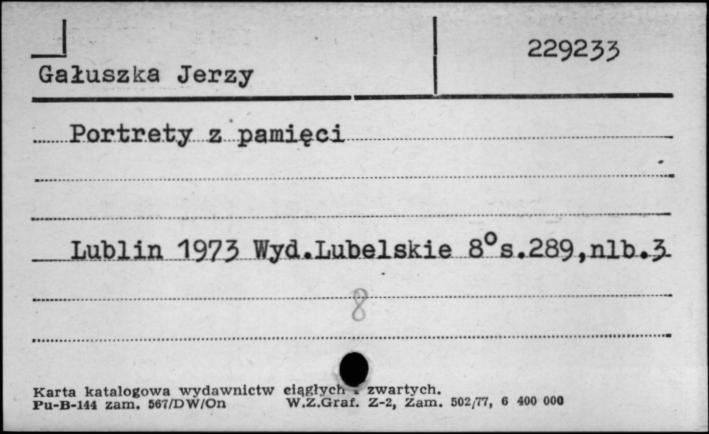 229233
Gałuszka Jerzy
Portrety z pamięci
Lublin 1973 Wyd.Lubelskie 8° s.289,nlb.3
8
Karta katalogowa wydawnictw ciągłych i zwartych.
Pu-B-144 zam. 567/DW/On W.Z.Graf. Z-2, Zam. 502/77, 6 400 000